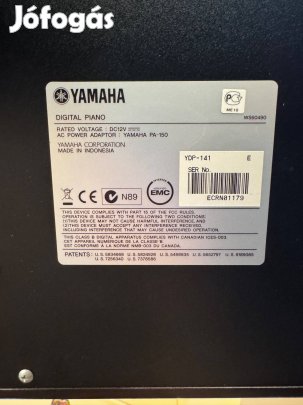 Jófogás
YAMAHA
DIGITAL PIANO
RATED VOLTAGE : DC12V
AC POWER ADAPTOR : YAMAHA PA-150
YAMAHA CORPORATION
MADE IN INDONESIA
YDP-141 E
SER No.
ECRN01179
N89
EMC
THIS DEVICE COMPLIES WITH PART 15 OF THE FCC RULES.
OPERATION IS SUBJECT TO THE FOLLOWING TWO CONDITIONS:
(1)THIS DEVICE MAY NOT CAUSE HARMFUL INTERFERENCE, AND
(2)THIS DEVICE MUST ACCEPT ANY INTERFERENCE RECEIVED,
INCLUDING INTERFERENCE THAT MAY CAUSE UNDESIRED
OPERATION.
THIS CLASS B DIGITAL APPARATUS COMPLIES WITH CANADIAN ICES-003.
CET APPAREIL NUMERIQUE DE LA CLASSE B
EST CONFORME A LA NORME NMB-003 DU CANADA.
PATENTS :